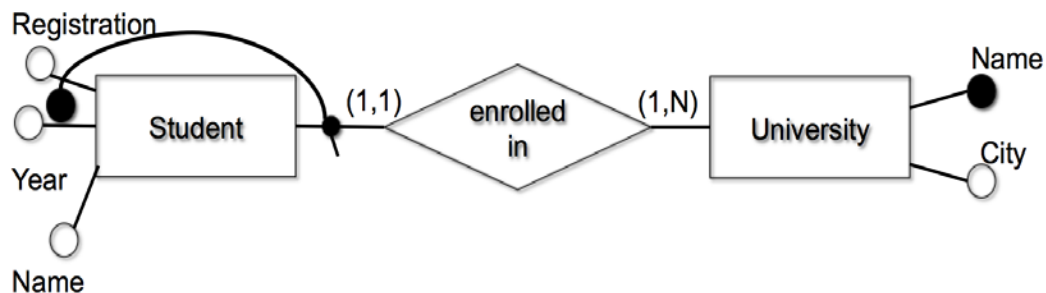 Registration
Year
Name
Student
(1,1)
enrolled
in
(1,N)
University
Name
City